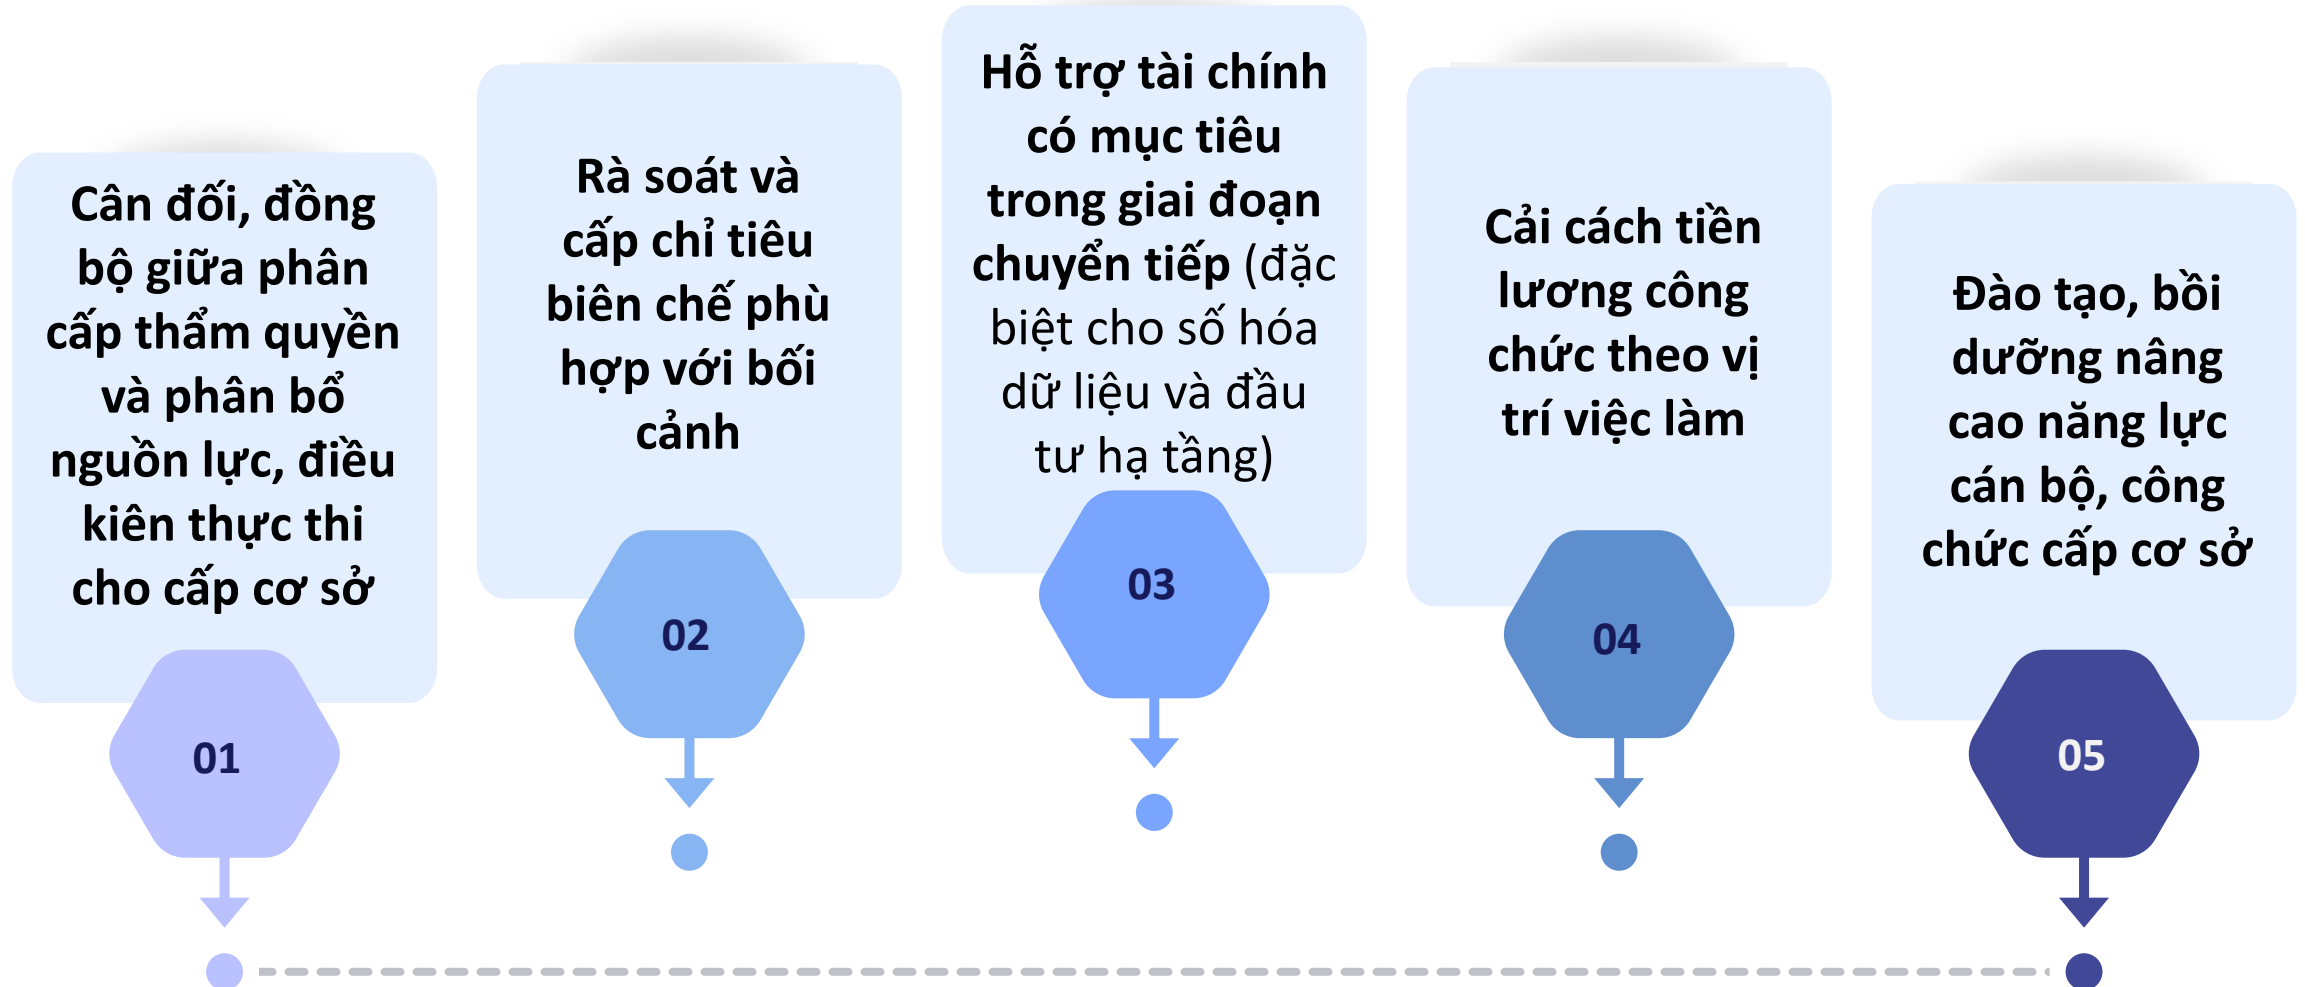 Cân đối, đồng
bộ giữa phân
cấp thẩm quyền
và phân bổ
nguồn lực, điều
kiên thực thi
cho cấp cơ sở
01
Rà soát và
cấp chỉ tiêu
biên chế phù
hợp với bối
cảnh
02
Hỗ trợ tài chính
có mục tiêu
trong giai đoạn
chuyển tiếp (đặc
biệt cho số hóa
dữ liệu và đầu
tư hạ tầng)
03
Cải cách tiền
lương công
chức theo vị
trí việc làm
04
Đào tạo, bồi
dưỡng nâng
cao năng lực
cán bộ, công
chức cấp cơ sở
05